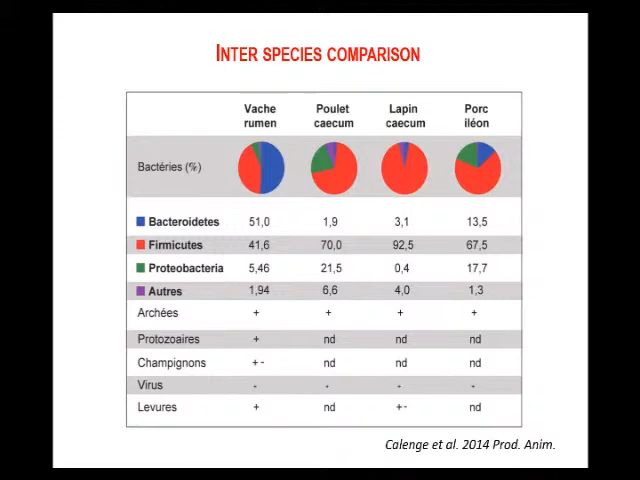 INTER SPECIES COMPARISON
Vache rumen Poulet caecum Lapin caecum Porc iléon
Bactéries (%)
Bacteroidetes 51,0 1,9 3,1 13,5
Firmicutes 41,6 70,0 92,5 67,5
Proteobacteria 5,46 21,5 0,4 17,7
Autres 1,94 6,6 4,0 1,3
Archées + + + +
Protozoaires + nd nd nd
Champignons + - nd nd nd
Virus - - - -
Levures + nd +- nd
Calenge et al. 2014 Prod. Anim.